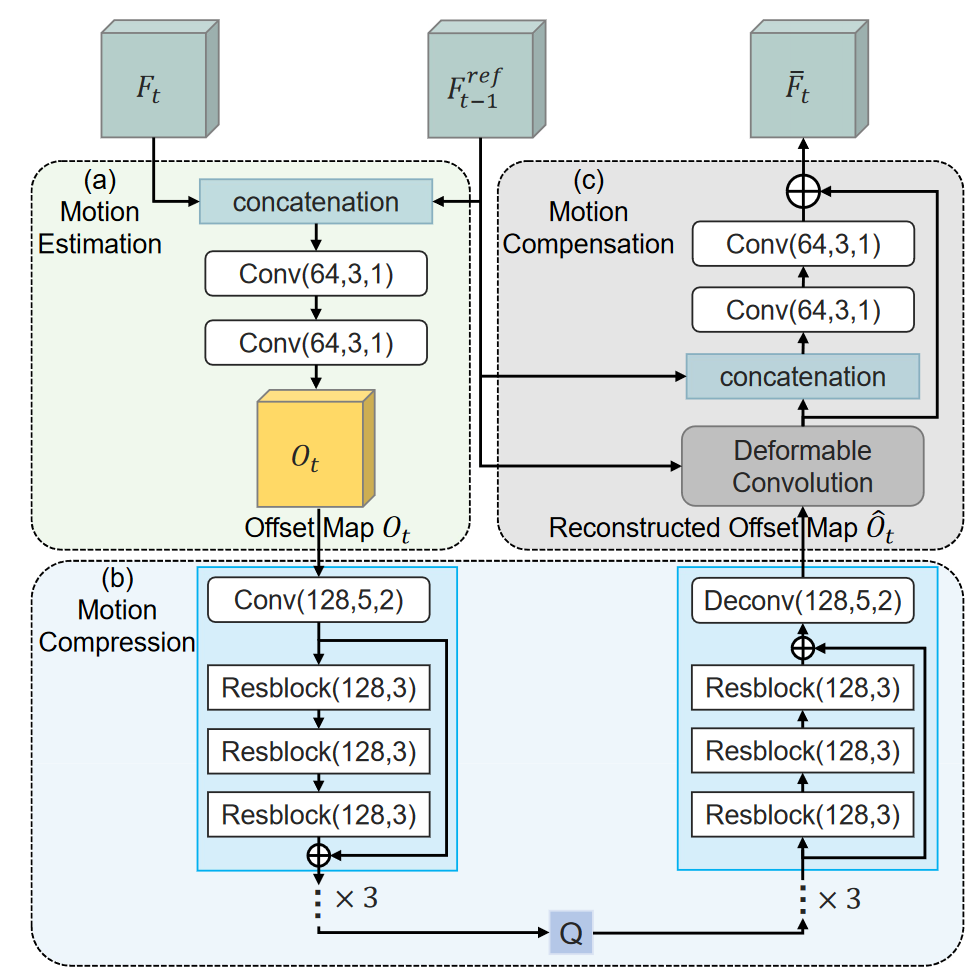 F_t
F_{t-1}^{ref}
\bar{F}_t
(a)
Motion
Estimation
concatenation
Conv(64,3,1)
Conv(64,3,1)
O_t
Offset Map O_t
(c)
Motion
Compensation
Conv(64,3,1)
Conv(64,3,1)
concatenation
Deformable
Convolution
Reconstructed Offset Map \hat{O}_t
(b)
Motion
Compression
Conv(128,5,2)
Resblock(128,3)
Resblock(128,3)
Resblock(128,3)
× 3
Q
Deconv(128,5,2)
Resblock(128,3)
Resblock(128,3)
Resblock(128,3)
× 3